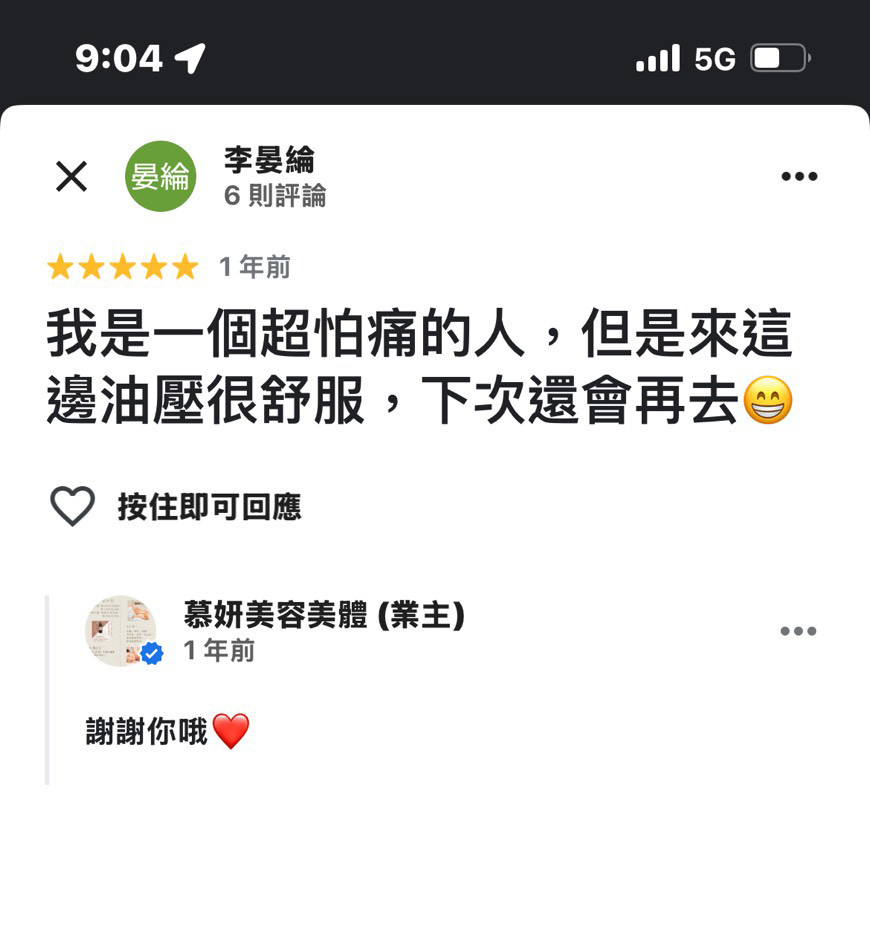 9:04
5G
晏綸
李晏綸
6 則評論
1 年前
我是一個超怕痛的人，但是來這
邊油壓很舒服，下次還會再去😁
按住即可回應
慕妍美容美體 (業主)
1 年前
謝謝你哦❤️